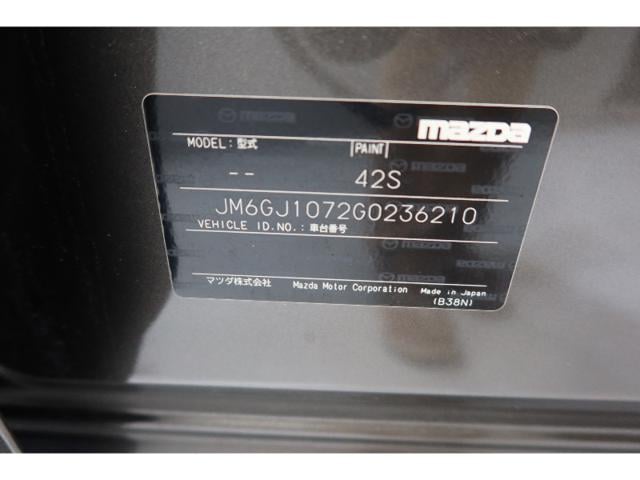 mazda
MODEL:型式 PAINT
-- 42S
JM6GJ1072G0236210
VEHICLE ID.NO.:車台番号
マツダ株式会社 Mazda Motor Corporation Made in Japan
(B38N)